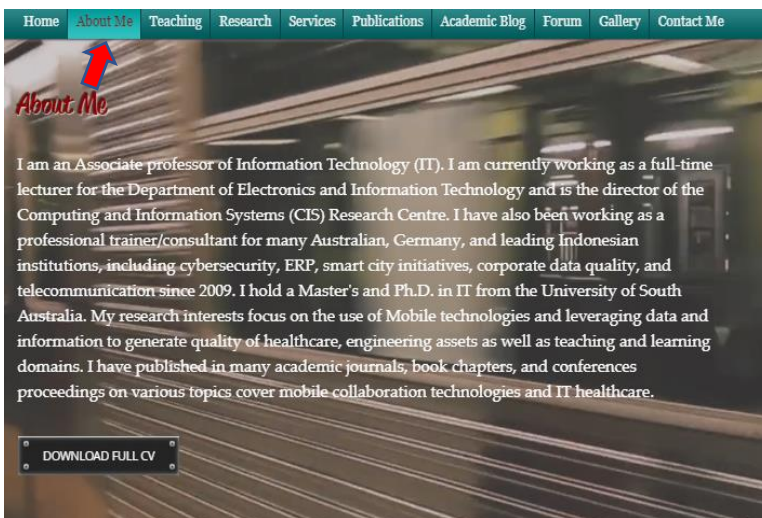 Home About Me Teaching Research Services Publications Academic Blog Forum Gallery Contact Me
About Me
I am an Associate professor of Information Technology (IT). I am currently working as a full-time
lecturer for the Department of Electronics and Information Technology and is the director of the
Computing and Information Systems (CIS) Research Centre. I have also been working as a
professional trainer/consultant for many Australian, Germany, and leading Indonesian
institutions, including cybersecurity, ERP, smart city initiatives, corporate data quality, and
telecommunication since 2009. I hold a Master's and Ph.D. in IT from the University of South
Australia. My research interests focus on the use of Mobile technologies and leveraging data and
information to generate quality of healthcare, engineering assets as well as teaching and learning
domains. I have published in many academic journals, book chapters, and conferences
proceedings on various topics cover mobile collaboration technologies and IT healthcare.
DOWNLOAD FULL CV